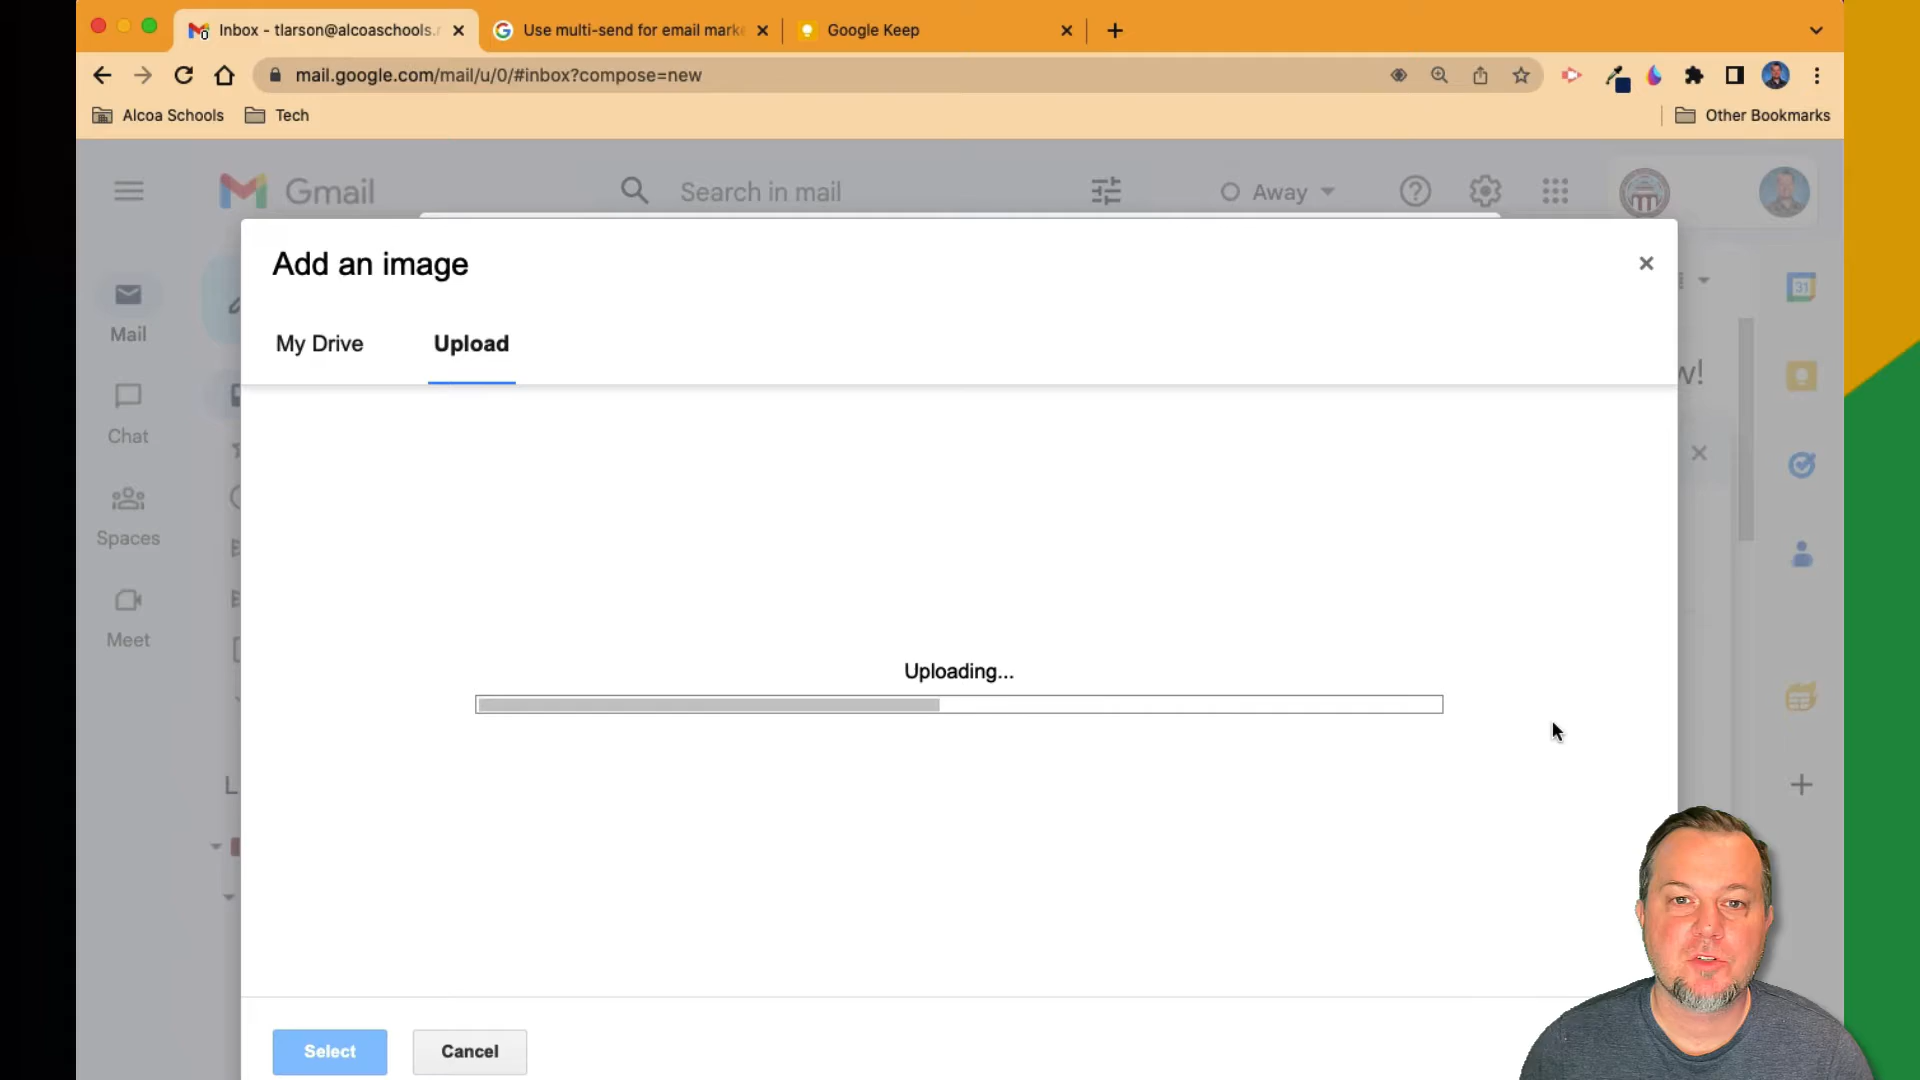 Inbox - tlarson@alcoaschools.r
Use multi-send for email marke
Google Keep
mail.google.com/mail/u/0/#inbox?compose=new
Alcoa Schools
Tech
Other Bookmarks
Gmail
Search in mail
Away
Add an image
My Drive
Upload
Mail
31
w!
Chat
Spaces
Meet
Uploading...
L
Select
Cancel